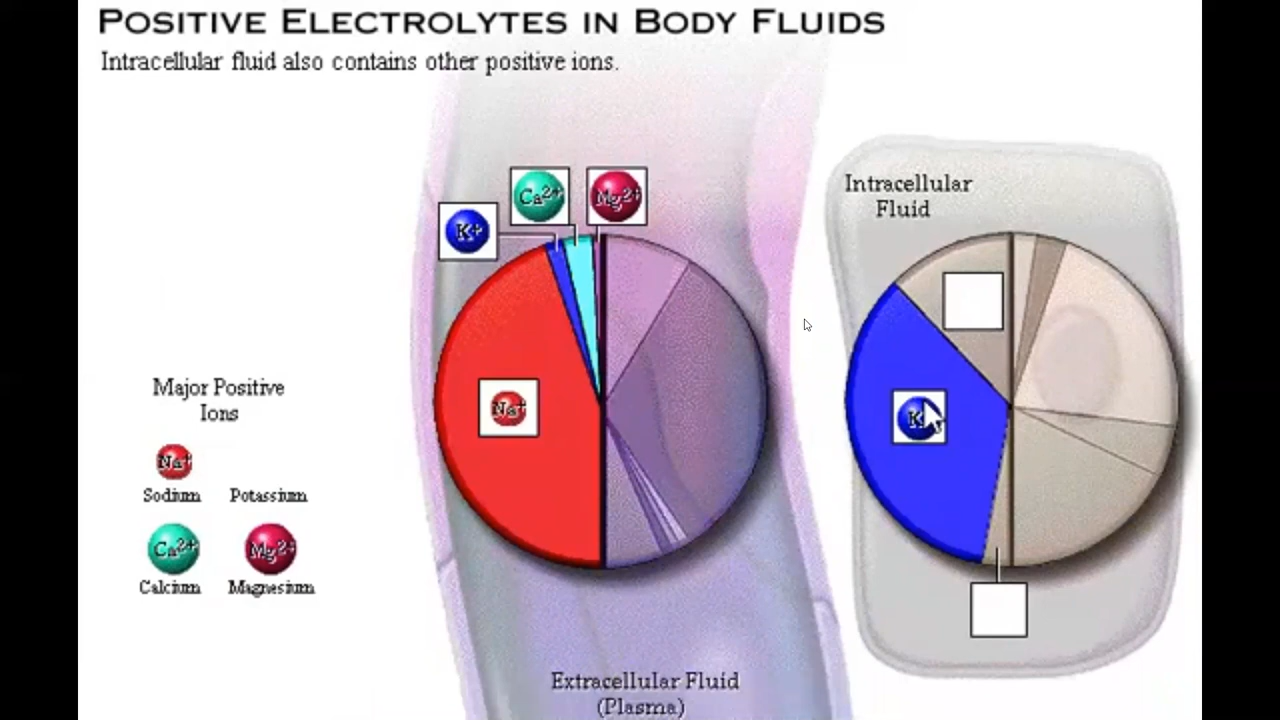 POSITIVE ELECTROLYTES IN BODY FLUIDS
Intracellular fluid also contains other positive ions.
Ca²⁺ Mg²⁺
K⁺
Intracellular
Fluid
Na⁺
K
Major Positive
Ions
Na⁺
Sodium Potassium
Ca²⁺ Mg²⁺
Calcium Magnesium
Extracellular Fluid
(Plasma)